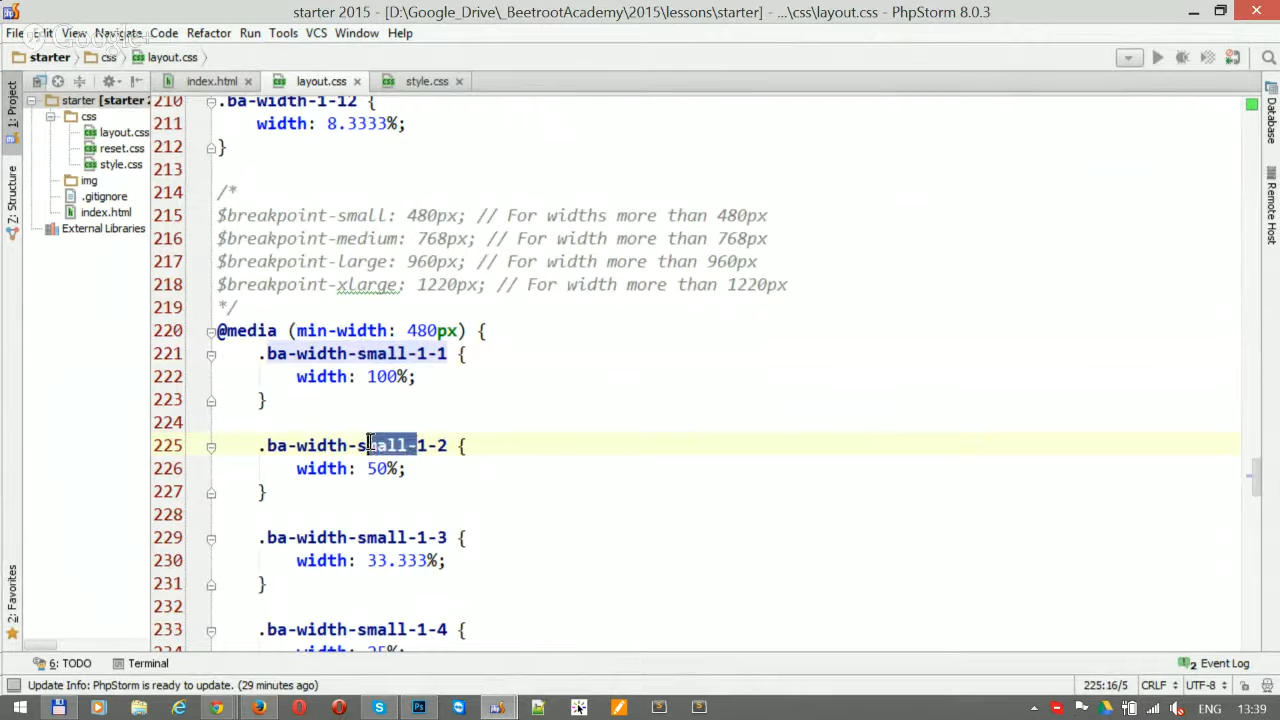 starter 2015 - [D:\Google_Drive\_BeetrootAcademy\2015\lessons\starter] - ...\css\layout.css - PhpStorm 8.0.3
File Edit View Navigate Code Refactor Run Tools VCS Window Help
Google+
starter css layout.css
index.html layout.css style.css
1: Project
Z: Structure
2: Favorites
starter [starter 2
css
layout.css
reset.css
style.css
img
.gitignore
index.html
External Libraries
210 .ba-width-1-12 {
211 width: 8.3333%;
212 }
213
214 /*
215 $breakpoint-small: 480px; // For widths more than 480px
216 $breakpoint-medium: 768px; // For width more than 768px
217 $breakpoint-large: 960px; // For width more than 960px
218 $breakpoint-xlarge: 1220px; // For width more than 1220px
219 */
220 @media (min-width: 480px) {
221 .ba-width-small-1-1 {
222 width: 100%;
223 }
224
225 .ba-width-small-1-2 {
226 width: 50%;
227 }
228
229 .ba-width-small-1-3 {
230 width: 33.333%;
231 }
232
233 .ba-width-small-1-4 {
234 width: 25%;
Database
Remote Host
6: TODO Terminal 2 Event Log
Update Info: PhpStorm is ready to update. (29 minutes ago) 225:16/5 CRLF UTF-8
ENG 13:39